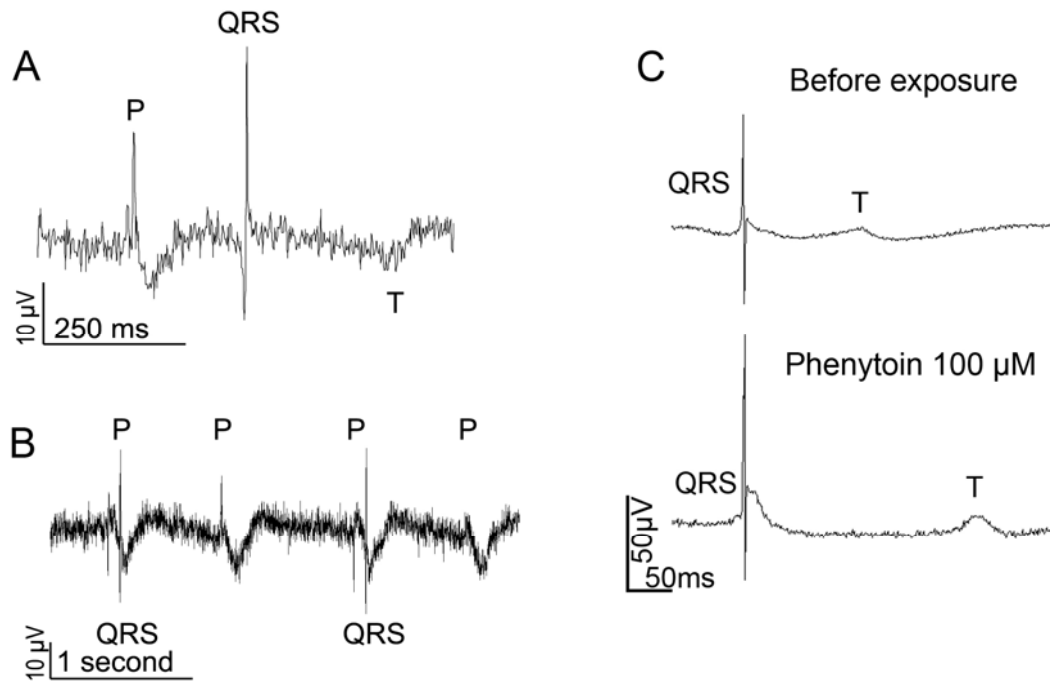 A
QRS
P
T
10 µV
250 ms
B
P P P P
QRS QRS
10 µV
1 second
C
Before exposure
QRS
T
Phenytoin 100 µM
QRS
T
50µV
50ms